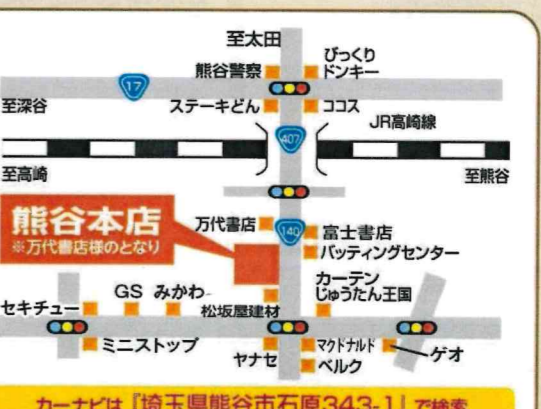 至太田
熊谷警察
びっくり
ドンキー
17
至深谷
ステーキどん
ココス
407
JR高崎線
至高崎
至熊谷
熊谷本店
※万代書店様のとなり
万代書店
140
富士書店
バッティングセンター
カーテン
じゅうたん王国
GS
みかわ
セキチュー
松坂屋建材
ミニストップ
ヤナセ
マクドナルド
ゲオ
ベルク
カーナビは『埼玉県熊谷市石原343-1』で検索